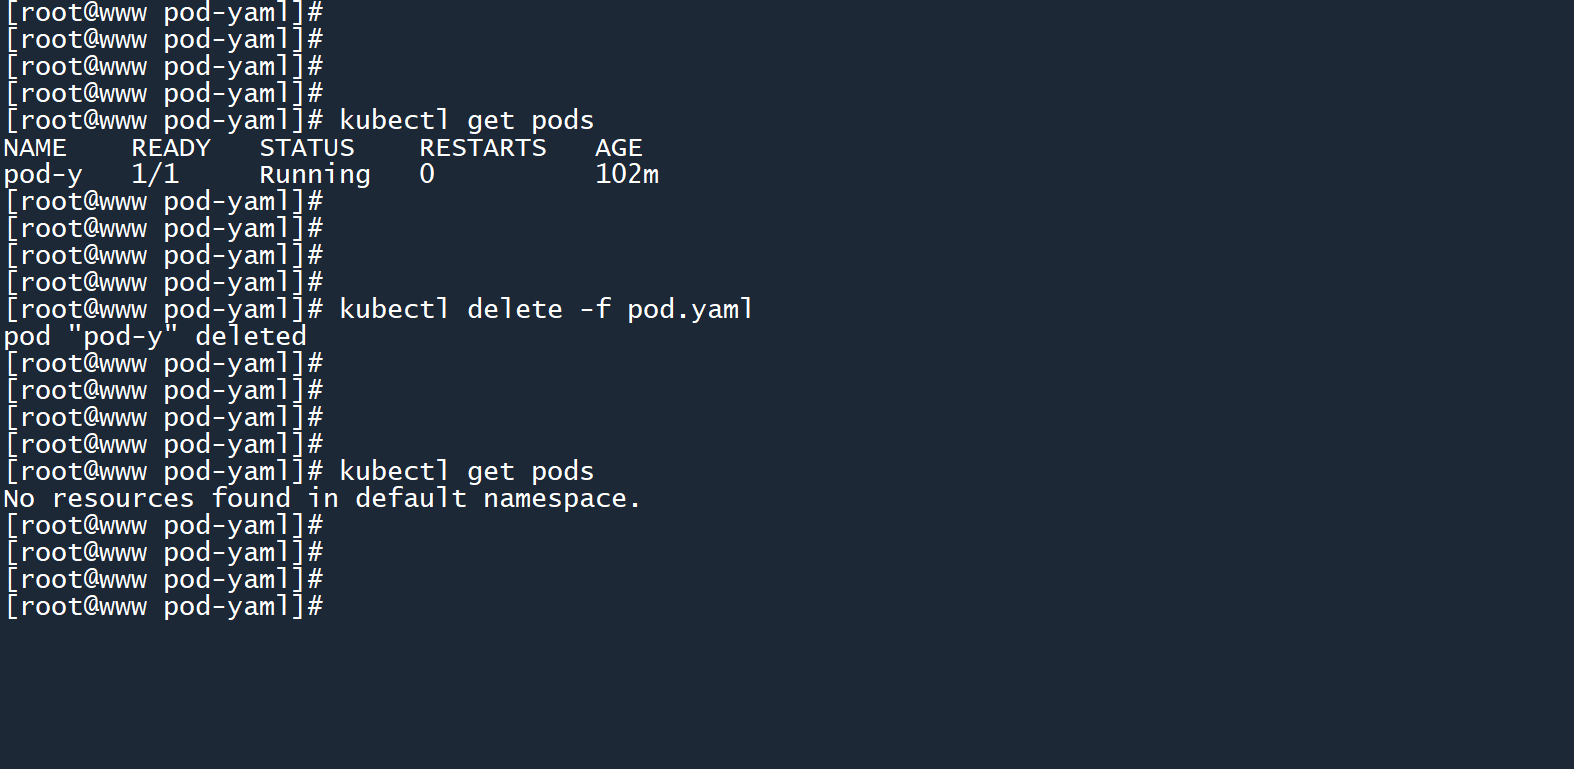 [root@www pod-yaml]#
[root@www pod-yaml]#
[root@www pod-yaml]#
[root@www pod-yaml]#
[root@www pod-yaml]# kubectl get pods
NAME    READY   STATUS    RESTARTS   AGE
pod-y   1/1     Running   0          102m
[root@www pod-yaml]#
[root@www pod-yaml]#
[root@www pod-yaml]#
[root@www pod-yaml]#
[root@www pod-yaml]# kubectl delete -f pod.yaml
pod "pod-y" deleted
[root@www pod-yaml]#
[root@www pod-yaml]#
[root@www pod-yaml]#
[root@www pod-yaml]#
[root@www pod-yaml]# kubectl get pods
No resources found in default namespace.
[root@www pod-yaml]#
[root@www pod-yaml]#
[root@www pod-yaml]#
[root@www pod-yaml]#